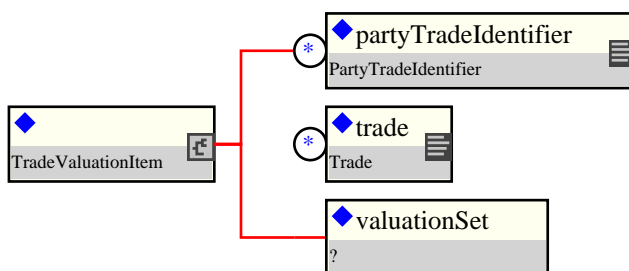 partyTradeIdentifier
PartyTradeIdentifier
*
TradeValuationItem
trade
Trade
*
valuationSet
?